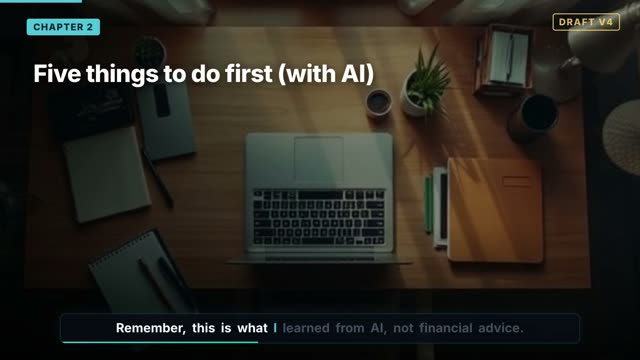 CHAPTER 2
DRAFT V4
Five things to do first (with AI)
Remember, this is what I learned from AI, not financial advice.